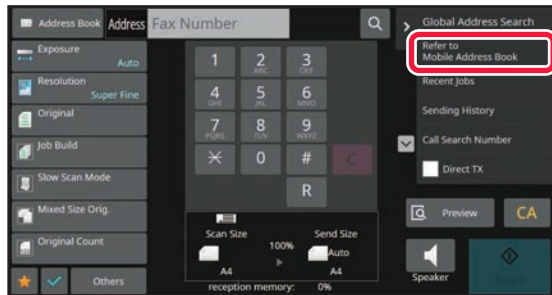 Address Book
Address
Fax Number
Global Address Search
Exposure
Auto
Refer to
Mobile Address Book
1
2
ABC
3
DEF
Resolution
Super Fine
Recent Jobs
4
GHI
5
JKL
6
MNO
Original
Sending History
7
PQRS
8
TUV
9
WXYZ
Job Build
Call Search Number
0
#
C
Slow Scan Mode
Direct TX
R
Mixed Size Orig.
Preview
CA
Scan Size
Send Size
Original Count
100%
Auto
A4
A4
Speaker
Others
reception memory: 0%